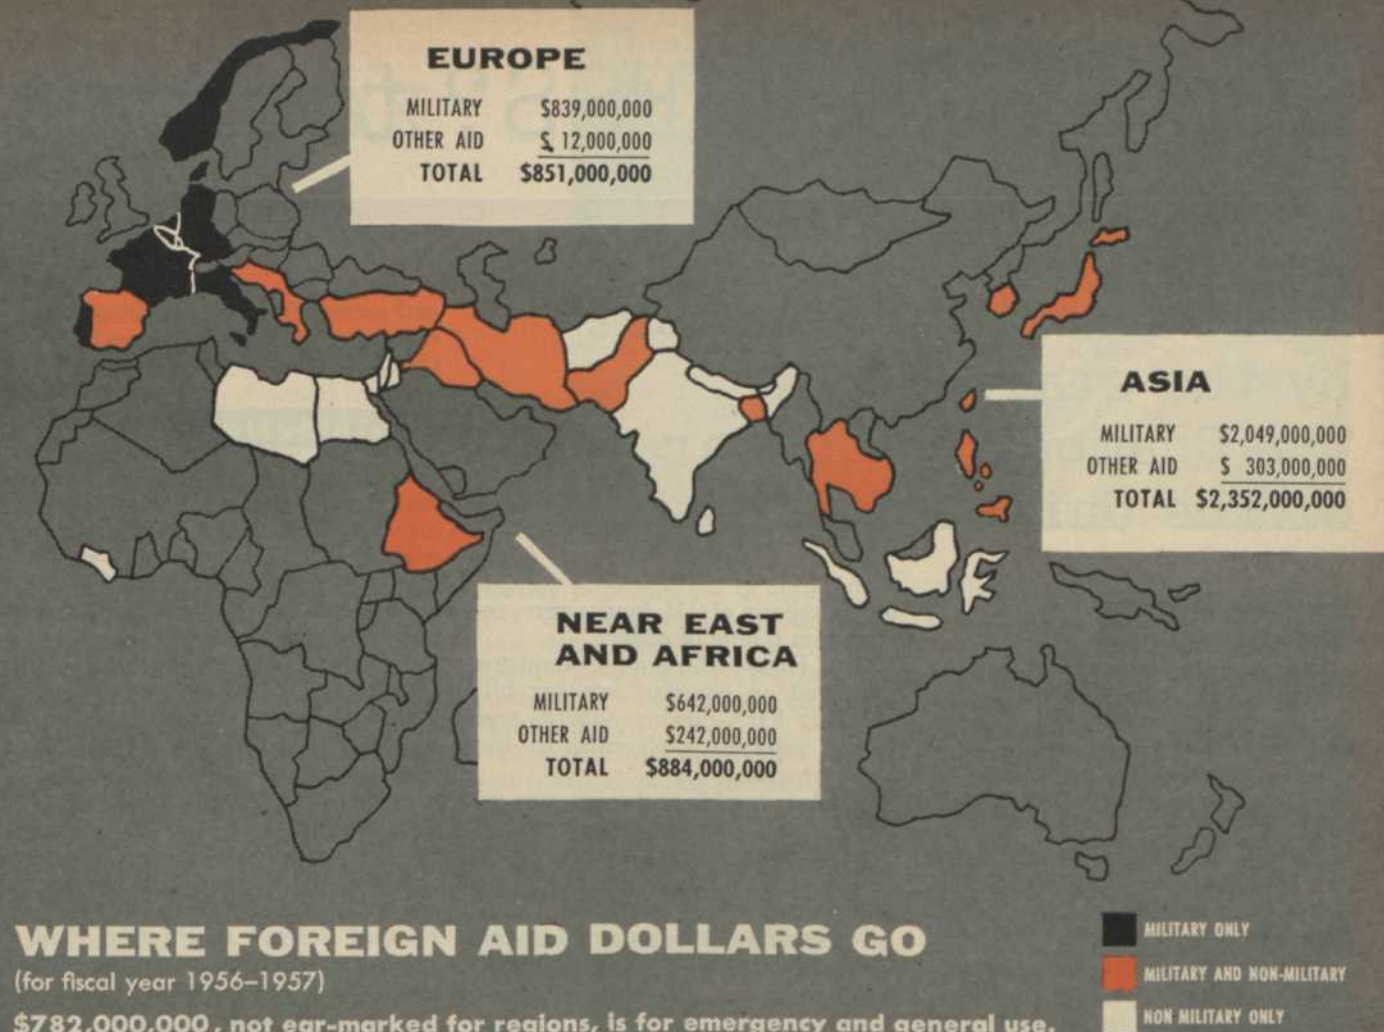 EUROPE
MILITARY $839,000,000
OTHER AID $ 12,000,000
TOTAL $851,000,000
ASIA
MILITARY $2,049,000,000
OTHER AID $ 303,000,000
TOTAL $2,352,000,000
NEAR EAST
AND AFRICA
MILITARY $642,000,000
OTHER AID $242,000,000
TOTAL $884,000,000
WHERE FOREIGN AID DOLLARS GO
(for fiscal year 1956–1957)
$782,000,000, not ear-marked for regions, is for emergency and general use.
MILITARY ONLY
MILITARY AND NON-MILITARY
NON MILITARY ONLY